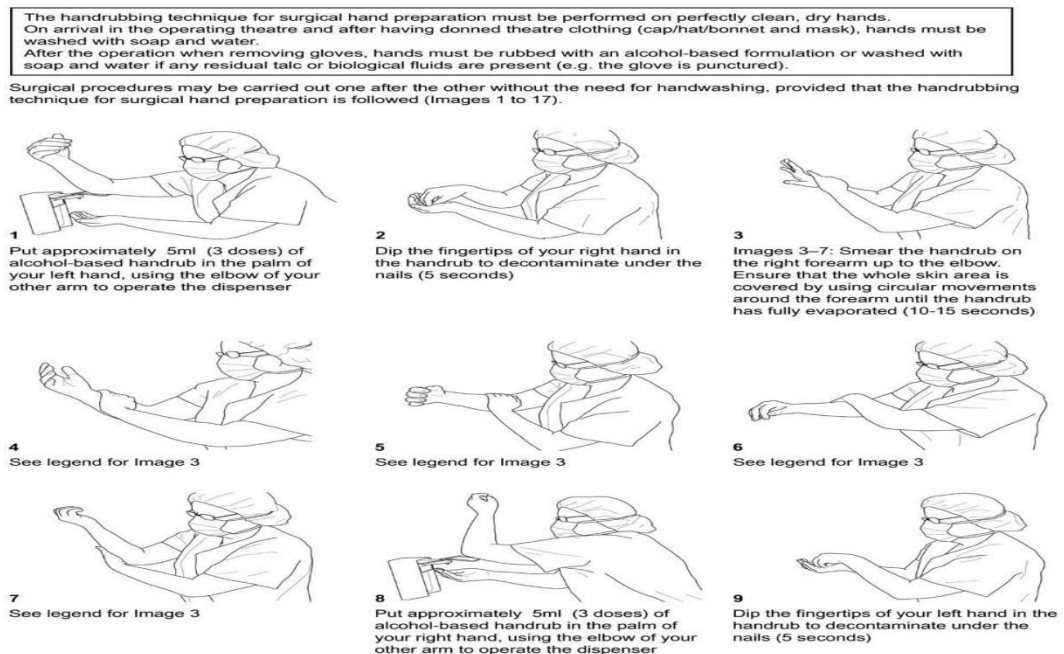 The handrubbing technique for surgical hand preparation must be performed on perfectly clean, dry hands.
On arrival in the operating theatre and after having donned theatre clothing (cap/hat/bonnet and mask), hands must be
washed with soap and water.
After the operation when removing gloves, hands must be rubbed with an alcohol-based formulation or washed with
soap and water if any residual talc or biological fluids are present (e.g. the glove is punctured).
Surgical procedures may be carried out one after the other without the need for handwashing, provided that the handrubbing
technique for surgical hand preparation is followed (Images 1 to 17).
1
Put approximately 5ml (3 doses) of
alcohol-based handrub in the palm of
your left hand, using the elbow of your
other arm to operate the dispenser
2
Dip the fingertips of your right hand in
the handrub to decontaminate under the
nails (5 seconds)
3
Images 3–7: Smear the handrub on
the right forearm up to the elbow.
Ensure that the whole skin area is
covered by using circular movements
around the forearm until the handrub
has fully evaporated (10-15 seconds)
4
See legend for Image 3
5
See legend for Image 3
6
See legend for Image 3
7
See legend for Image 3
8
Put approximately 5ml (3 doses) of
alcohol-based handrub in the palm of
your right hand, using the elbow of your
other arm to operate the dispenser
9
Dip the fingertips of your left hand in the
handrub to decontaminate under the
nails (5 seconds)